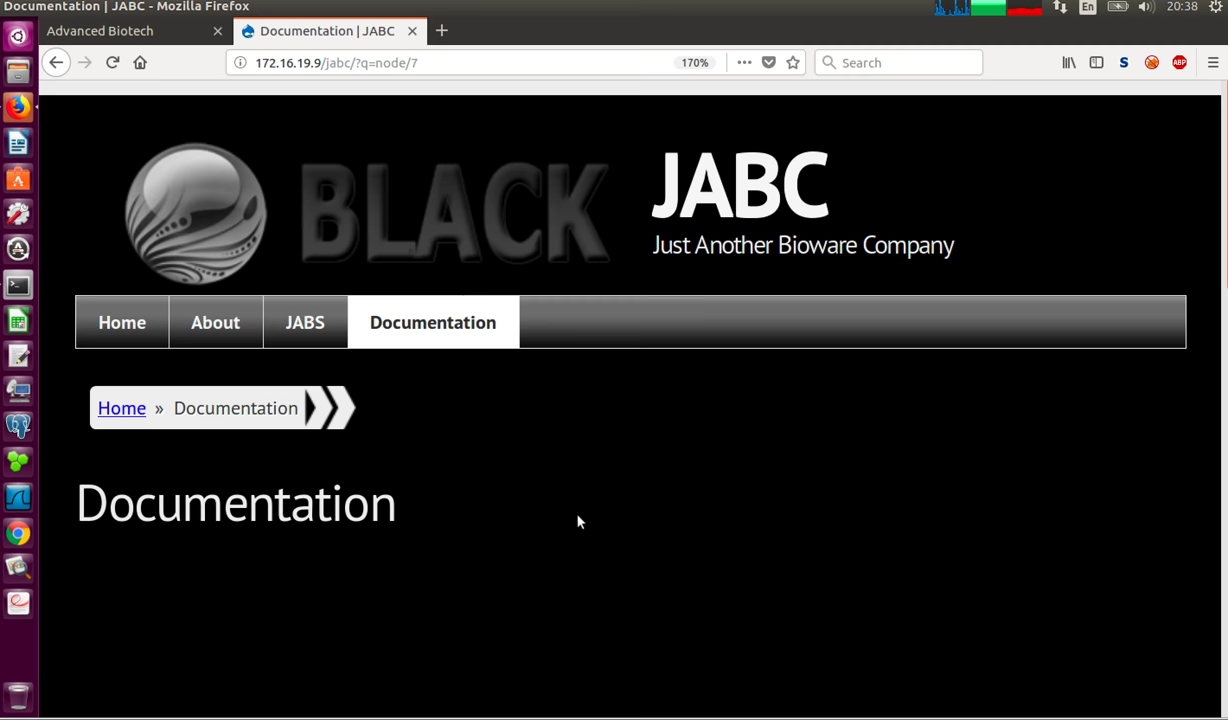 Documentation | JABC - Mozilla Firefox
En
20:38
Advanced Biotech
Documentation | JABC
172.16.19.9/jabc/?q=node/7
170%
Search
S
ABP
BLACK
JABC
Just Another Bioware Company
Home
About
JABS
Documentation
Home » Documentation
Documentation